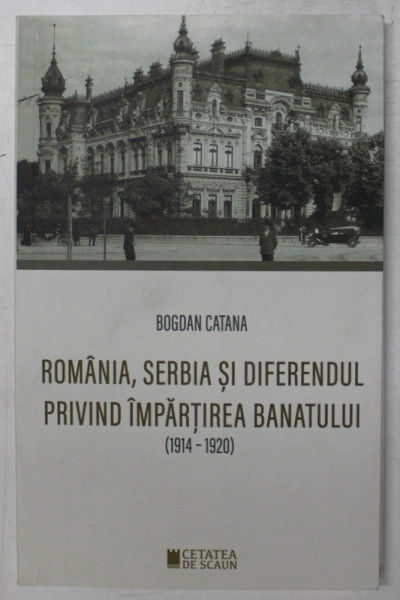 BOGDAN CATANA
ROMÂNIA, SERBIA ȘI DIFERENDUL
PRIVIND ÎMPĂRȚIREA BANATULUI
(1914 - 1920)
CETATEA
DE SCAUN